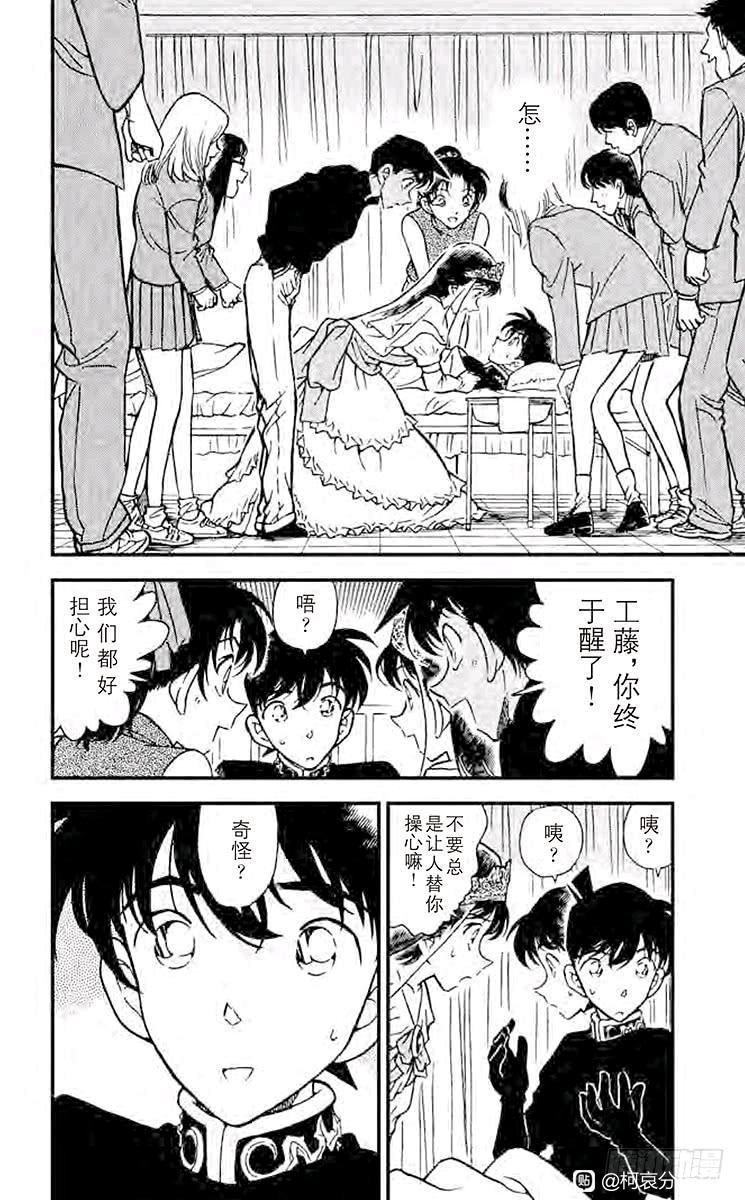 怎……
工藤，你终
于醒了！
唔？
我们都好
担心呢！
咦？
咦？
不要总
是让人替你
操心嘛！
奇怪？
贴 @柯哀分